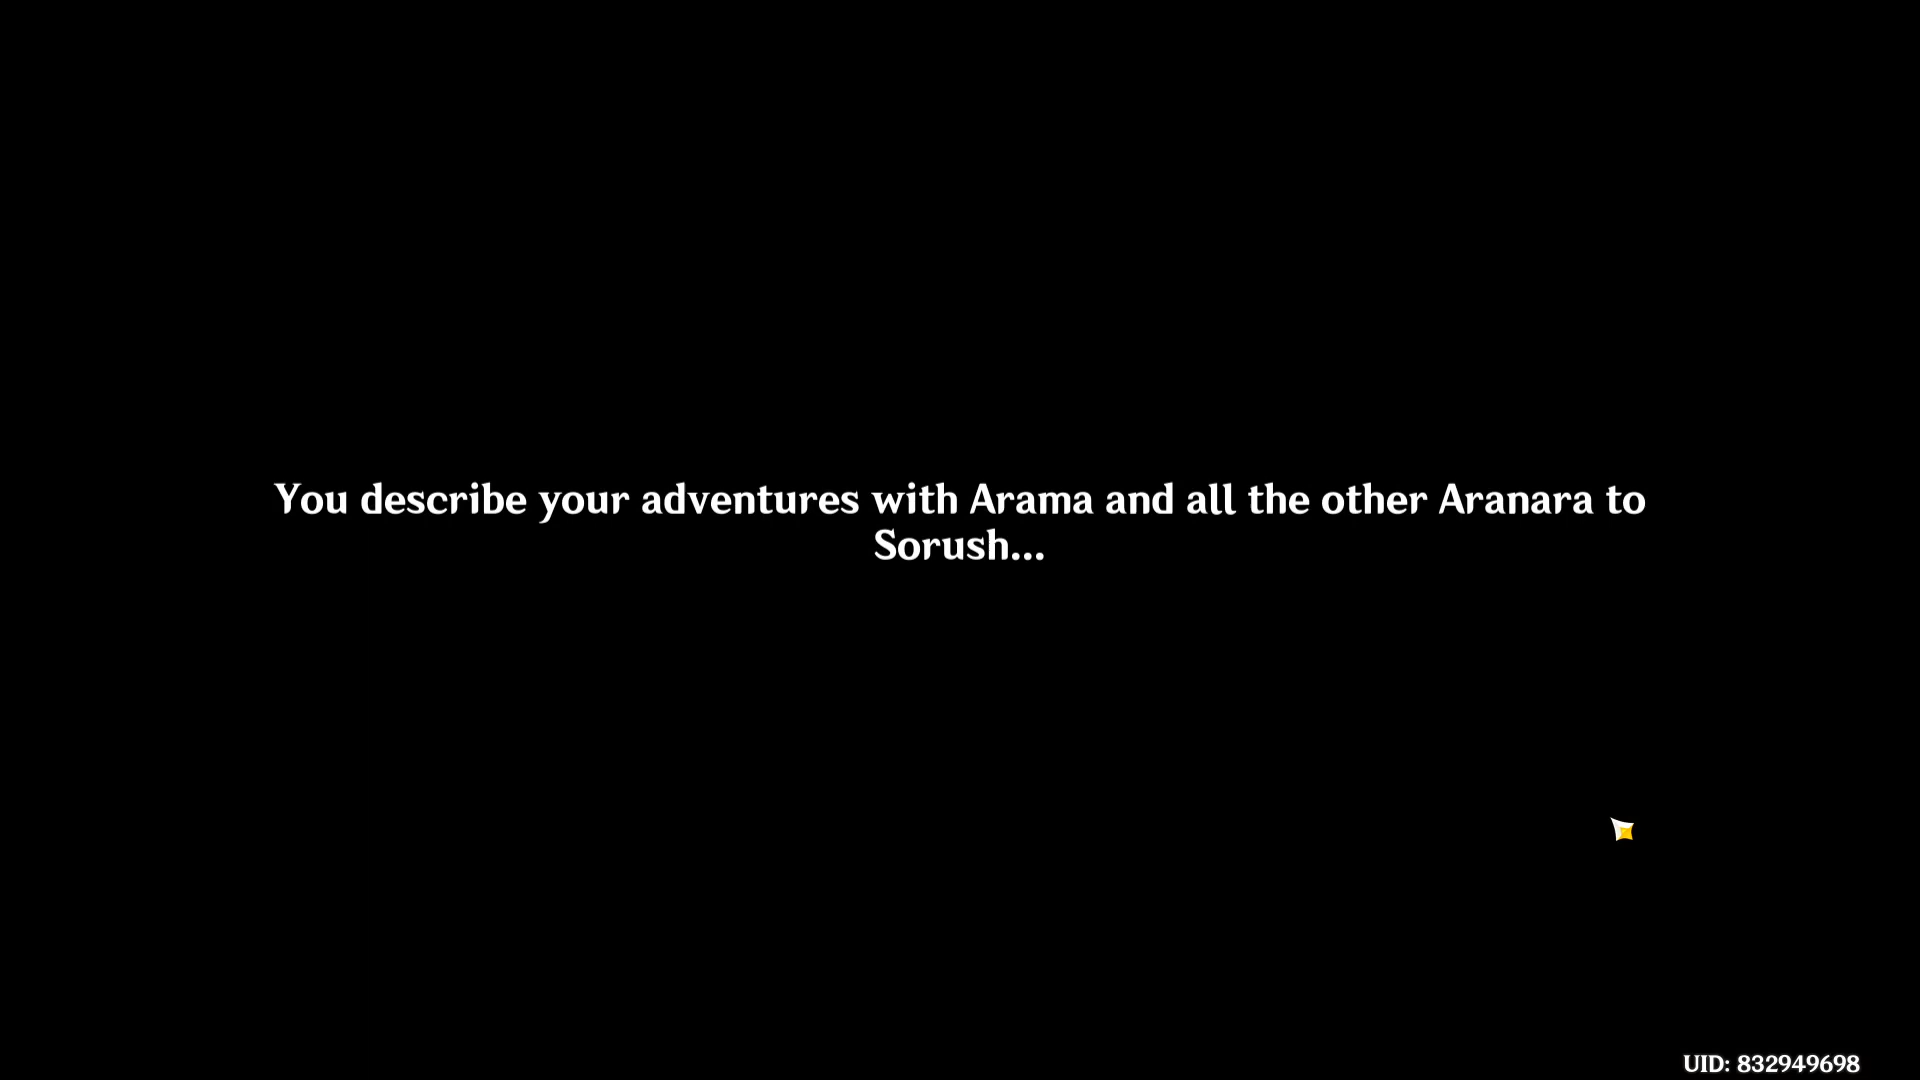 You describe your adventures with Arama and all the other Aranara to
Sorush...
UID: 832949698